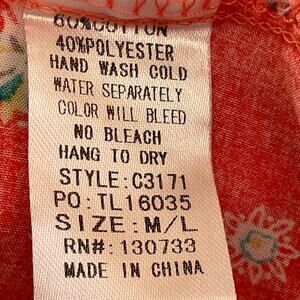 60%COTTON
40%POLYESTER
HAND WASH COLD
WATER SEPARATELY
COLOR WILL BLEED
NO BLEACH
HANG TO DRY
STYLE:C3171
PO:TL16035
SIZE:M/L
RN#:130733
MADE IN CHINA